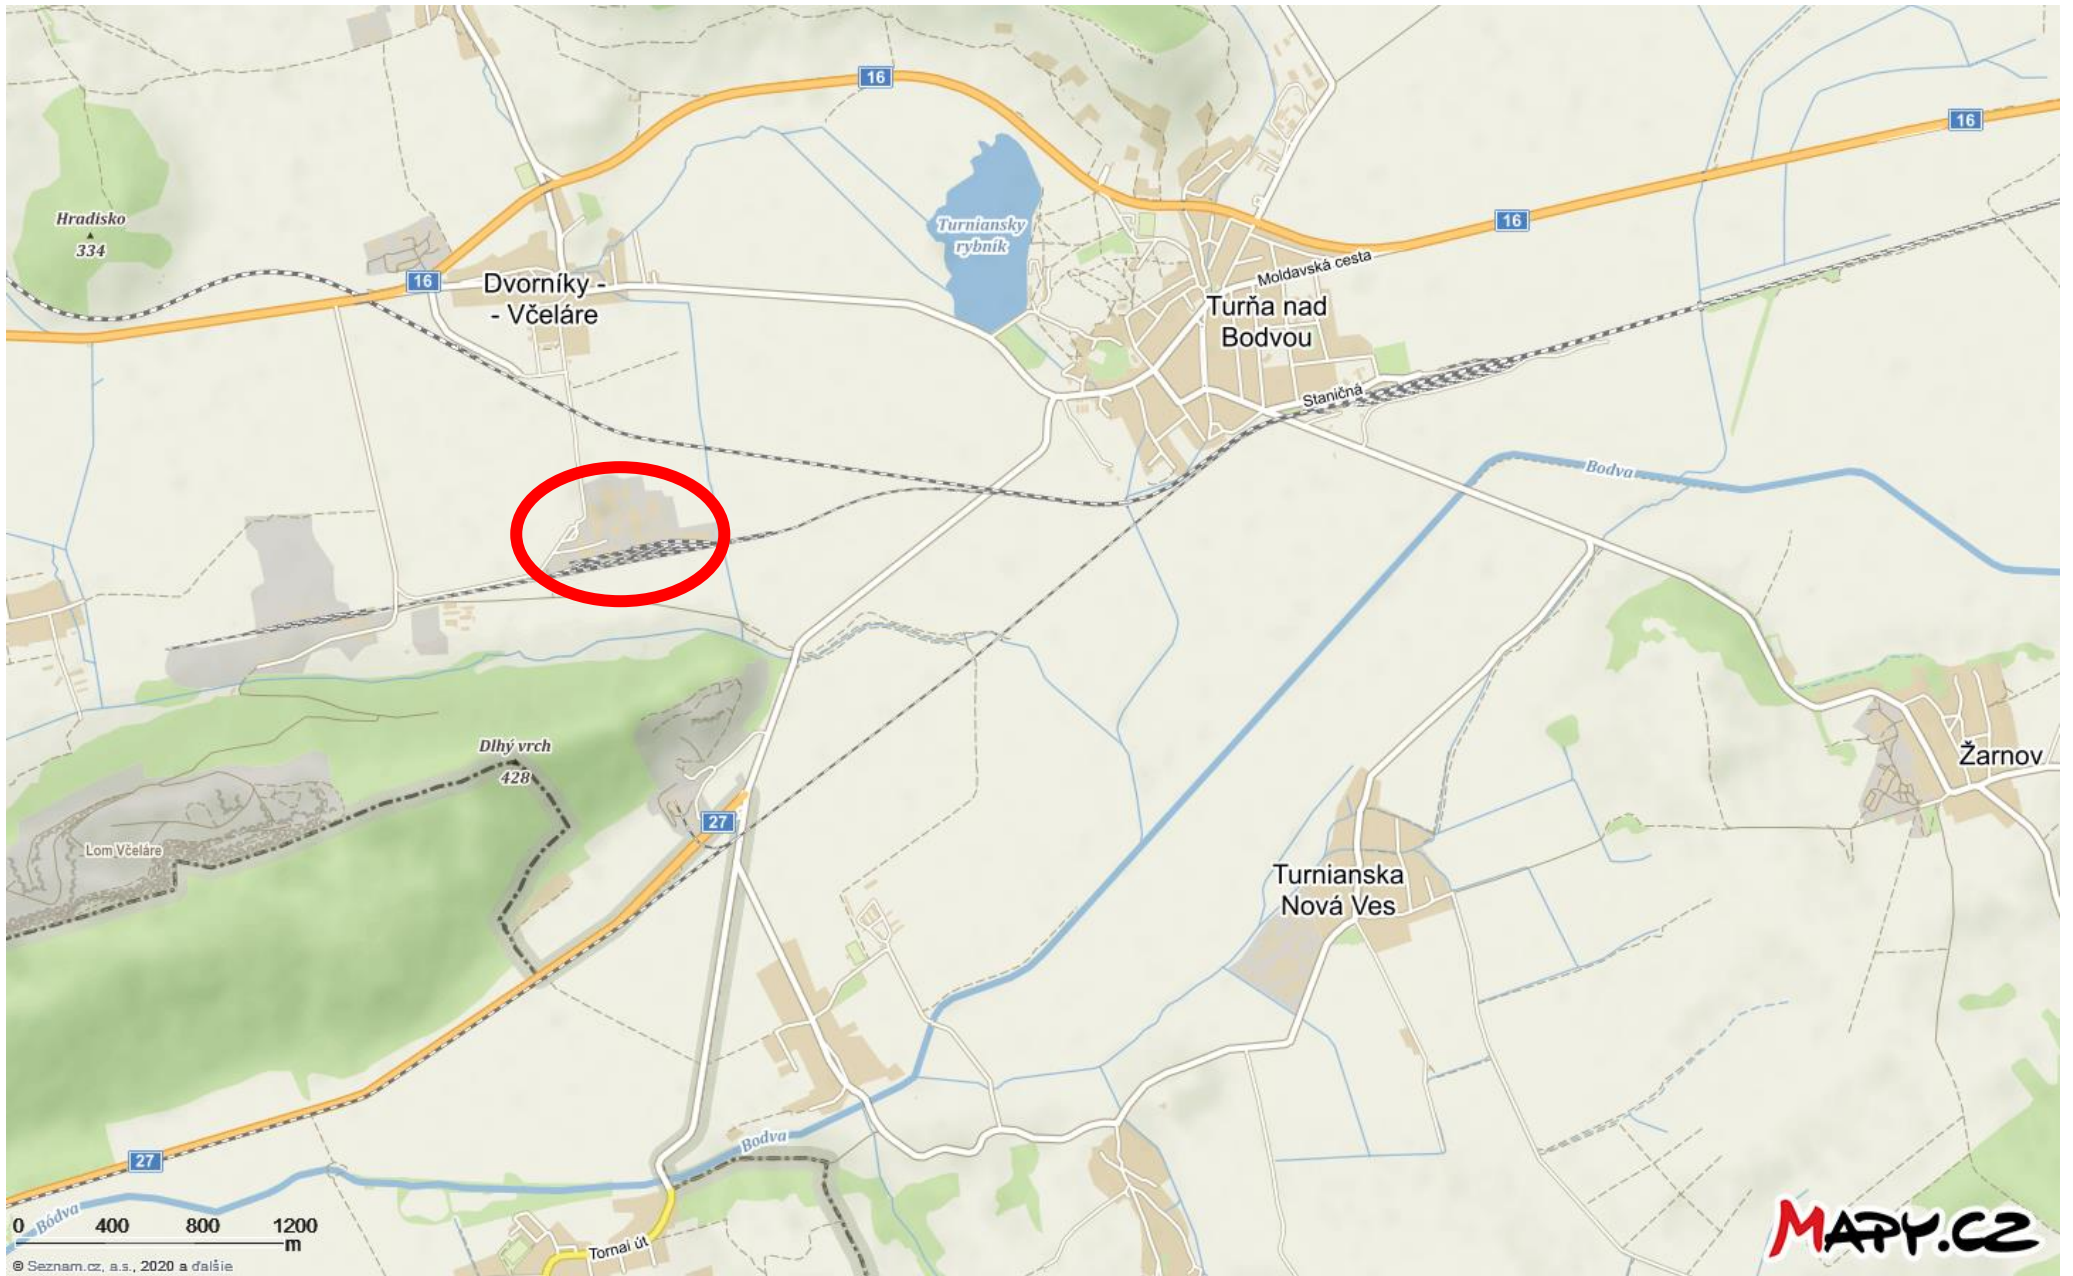 16
16
Hradisko
334
Turniansky
rybník
16
Moldavská cesta
16
Dvorníky -
- Včeláre
Turňa nad
Bodvou
Staničná
Bodva
Dlhý vrch
428
Žarnov
27
Lom Včeláre
Turnianska
Nová Ves
Bodva
27
Bódva
0 400 800 1200
m
Tornai út
© Seznam.cz, a.s., 2020 a ďalšie
MAPY.CZ